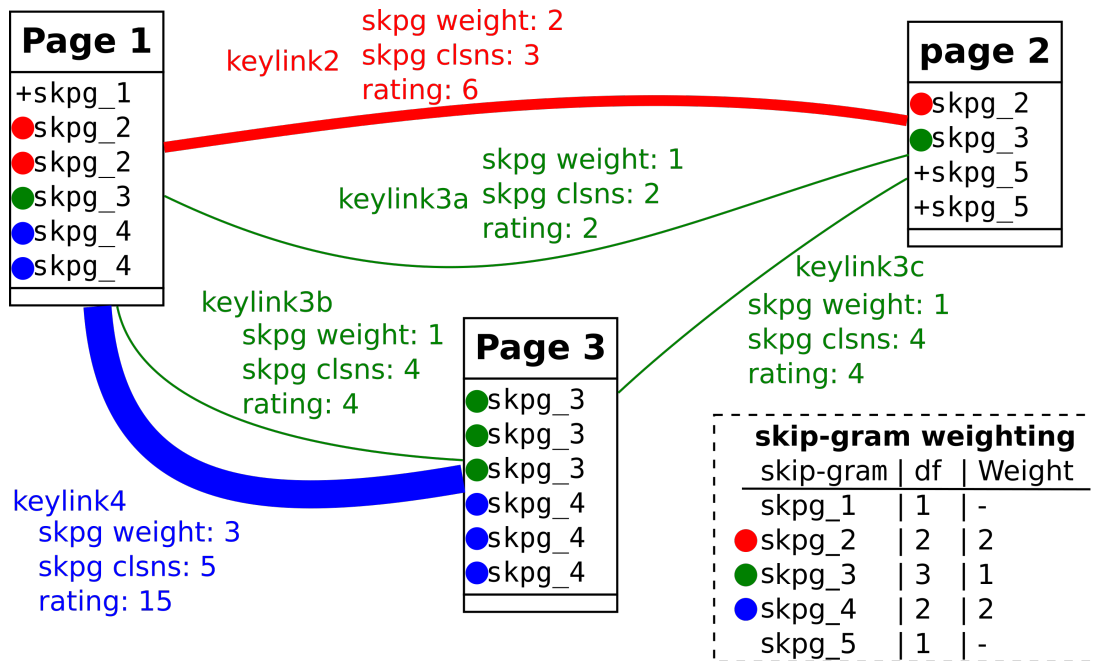 Page 1
+skpg_1
skpg_2
skpg_2
skpg_3
skpg_4
skpg_4
keylink2
skpg weight: 2
skpg clsns: 3
rating: 6
page 2
skpg_2
skpg_3
+skpg_5
+skpg_5
keylink3a
skpg weight: 1
skpg clsns: 2
rating: 2
keylink3b
skpg weight: 1
skpg clsns: 4
rating: 4
keylink3c
skpg weight: 1
skpg clsns: 4
rating: 4
Page 3
skpg_3
skpg_3
skpg_3
skpg_4
skpg_4
skpg_4
keylink4
skpg weight: 3
skpg clsns: 5
rating: 15
skip-gram weighting
skip-gram | df | Weight
skpg_1 | 1 | -
skpg_2 | 2 | 2
skpg_3 | 3 | 1
skpg_4 | 2 | 2
skpg_5 | 1 | -